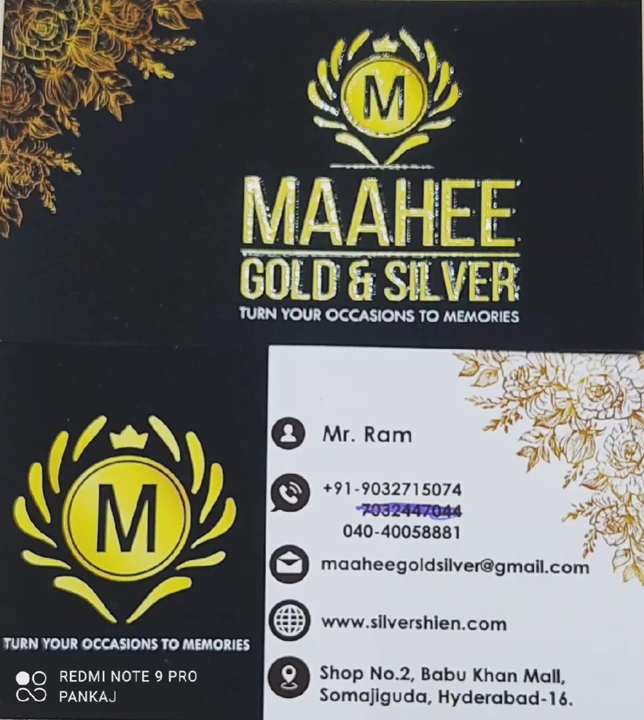 M
MAAHEE
GOLD & SILVER
TURN YOUR OCCASIONS TO MEMORIES
M
TURN YOUR OCCASIONS TO MEMORIES
Mr. Ram
+91-9032715074
7032447044
040-40058881
maaheegoldsilver@gmail.com
www.silvershien.com
Shop No.2, Babu Khan Mall,
Somajiguda, Hyderabad-16.
REDMI NOTE 9 PRO
PANKAJ